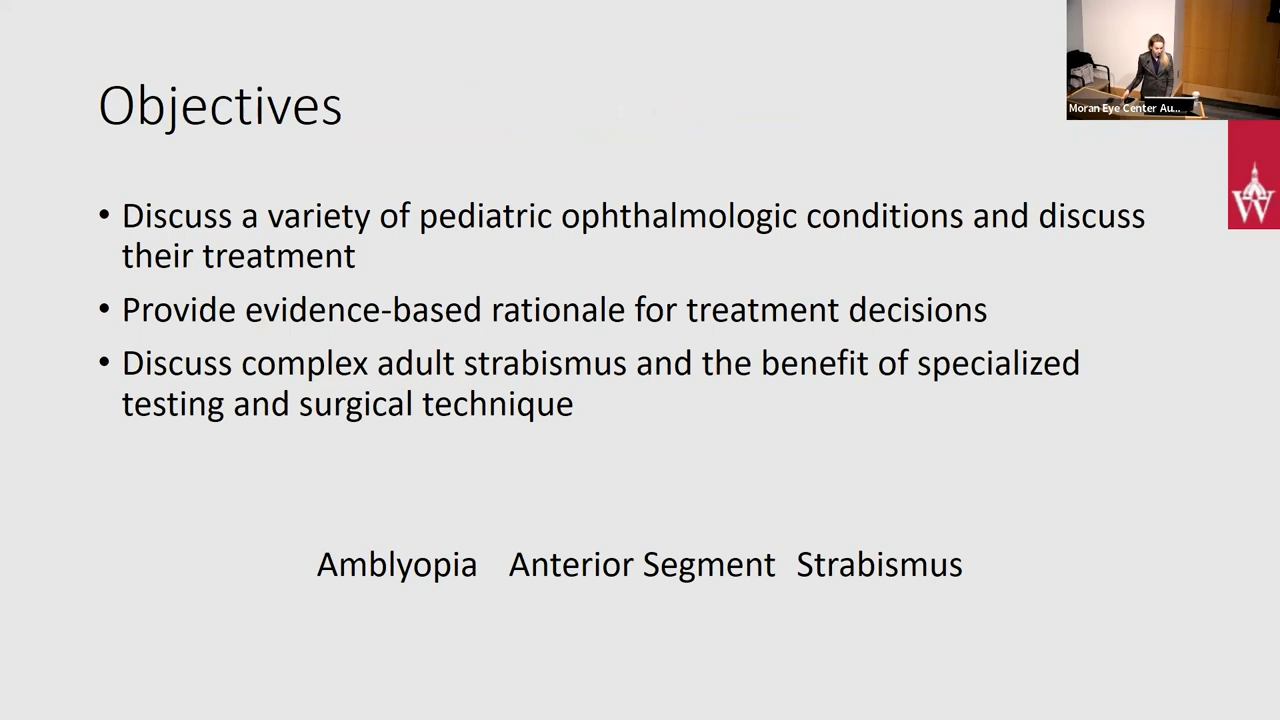 Moran Eye Center Au...
Objectives
• Discuss a variety of pediatric ophthalmologic conditions and discuss
their treatment
• Provide evidence-based rationale for treatment decisions
• Discuss complex adult strabismus and the benefit of specialized
testing and surgical technique
Amblyopia Anterior Segment Strabismus
W